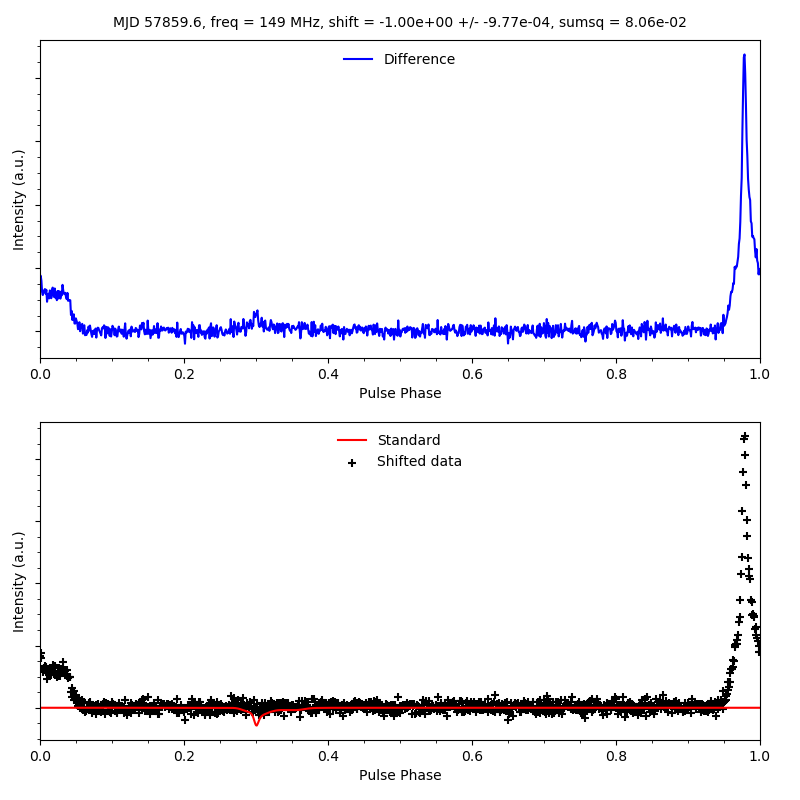 MJD 57859.6, freq = 149 MHz, shift = -1.00e+00 +/- -9.77e-04, sumsq = 8.06e-02
Difference
Intensity (a.u.)
0.0 0.2 0.4 0.6 0.8 1.0
Pulse Phase
Standard
Shifted data
Intensity (a.u.)
0.0 0.2 0.4 0.6 0.8 1.0
Pulse Phase